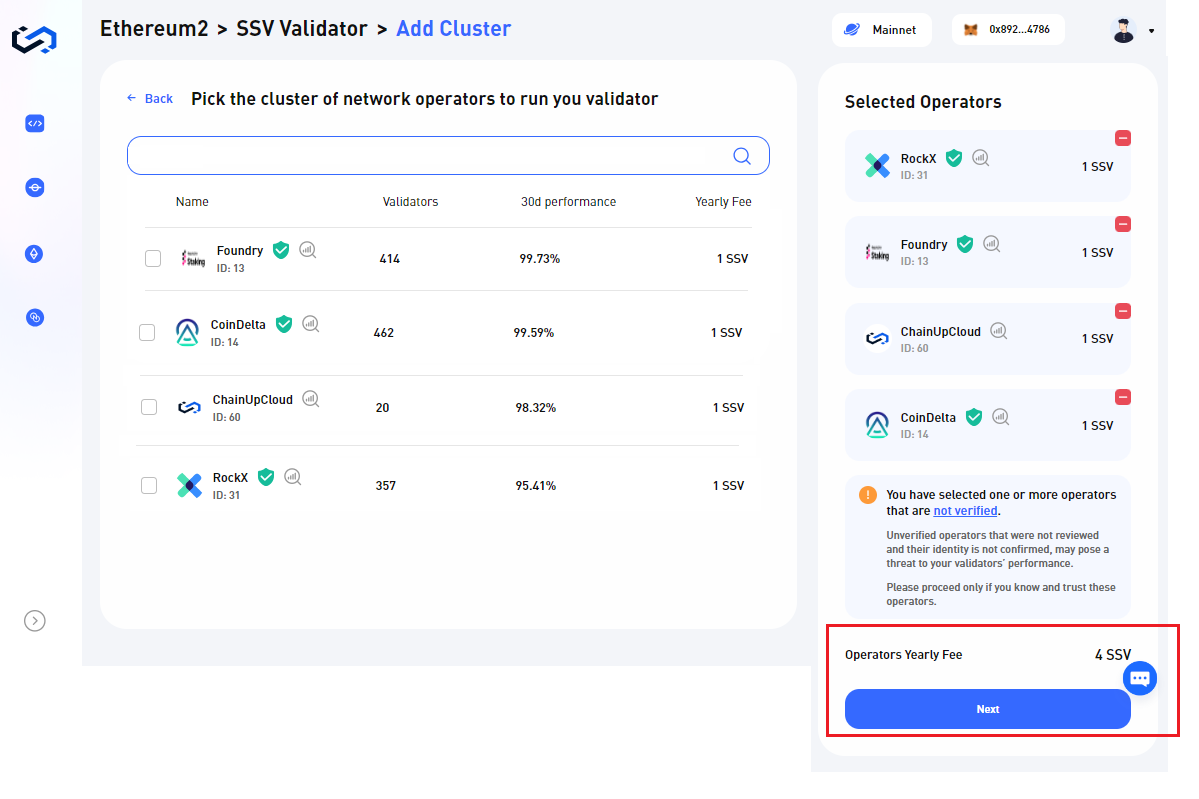 Ethereum2 > SSV Validator > Add Cluster
Mainnet
0x892...4786
← Back
Pick the cluster of network operators to run you validator
Name
Validators
30d performance
Yearly Fee
Staking
Foundry
ID: 13
414
99.73%
1 SSV
CoinDelta
ID: 14
462
99.59%
1 SSV
ChainUpCloud
ID: 60
20
98.32%
1 SSV
RockX
ID: 31
357
95.41%
1 SSV
Selected Operators
RockX
ID: 31
1 SSV
Staking
Foundry
ID: 13
1 SSV
ChainUpCloud
ID: 60
1 SSV
CoinDelta
ID: 14
1 SSV
You have selected one or more operators
that are not verified.
Unverified operators that were not reviewed
and their identity is not confirmed, may pose a
threat to your validators' performance.
Please proceed only if you know and trust these
operators.
Operators Yearly Fee
4 SSV
Next